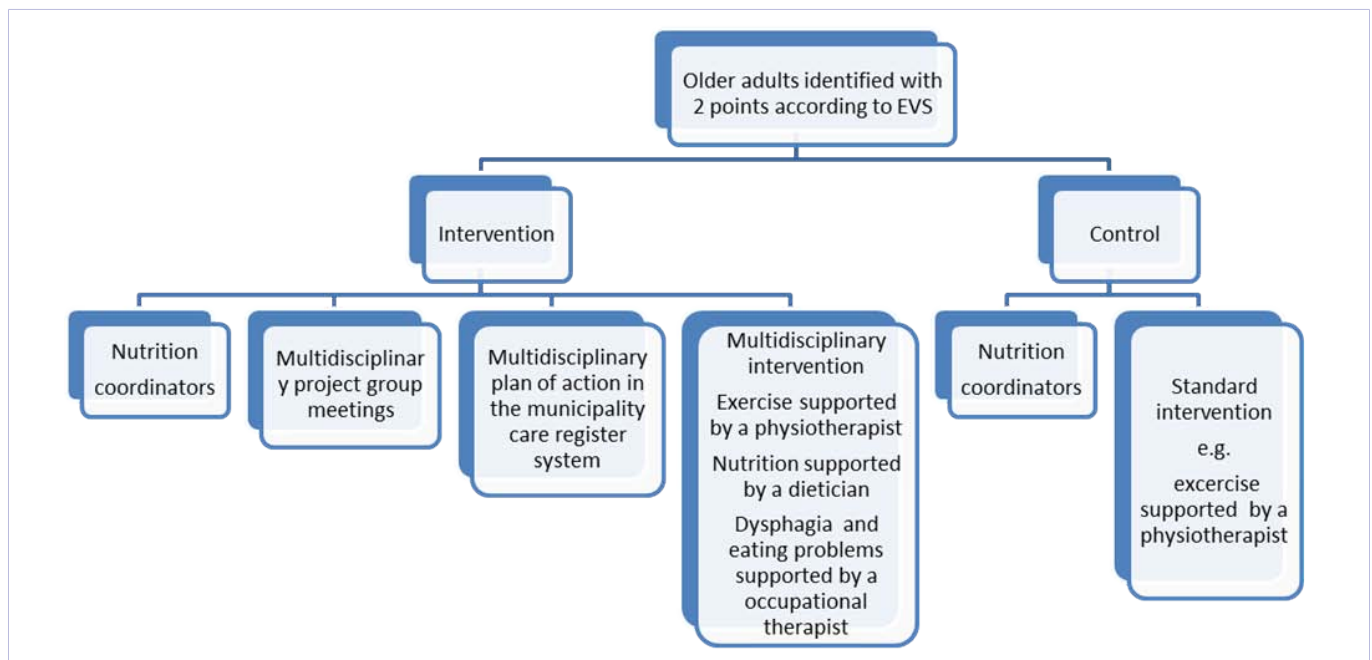 Older adults identified with
2 points according to EVS
Intervention
Control
Nutrition
coordinators
Multidisciplinar
y project group
meetings
Multidisciplinary
plan of action in
the municipality
care register
system
Multidisciplinary
intervention
Exercise supported
by a physiotherapist
Nutrition supported
by a dietician
Dysphagia and
eating problems
supported by a
occupational
therapist
Nutrition
coordinators
Standard
intervention
e.g.
excercise
supported by a
physiotherapist